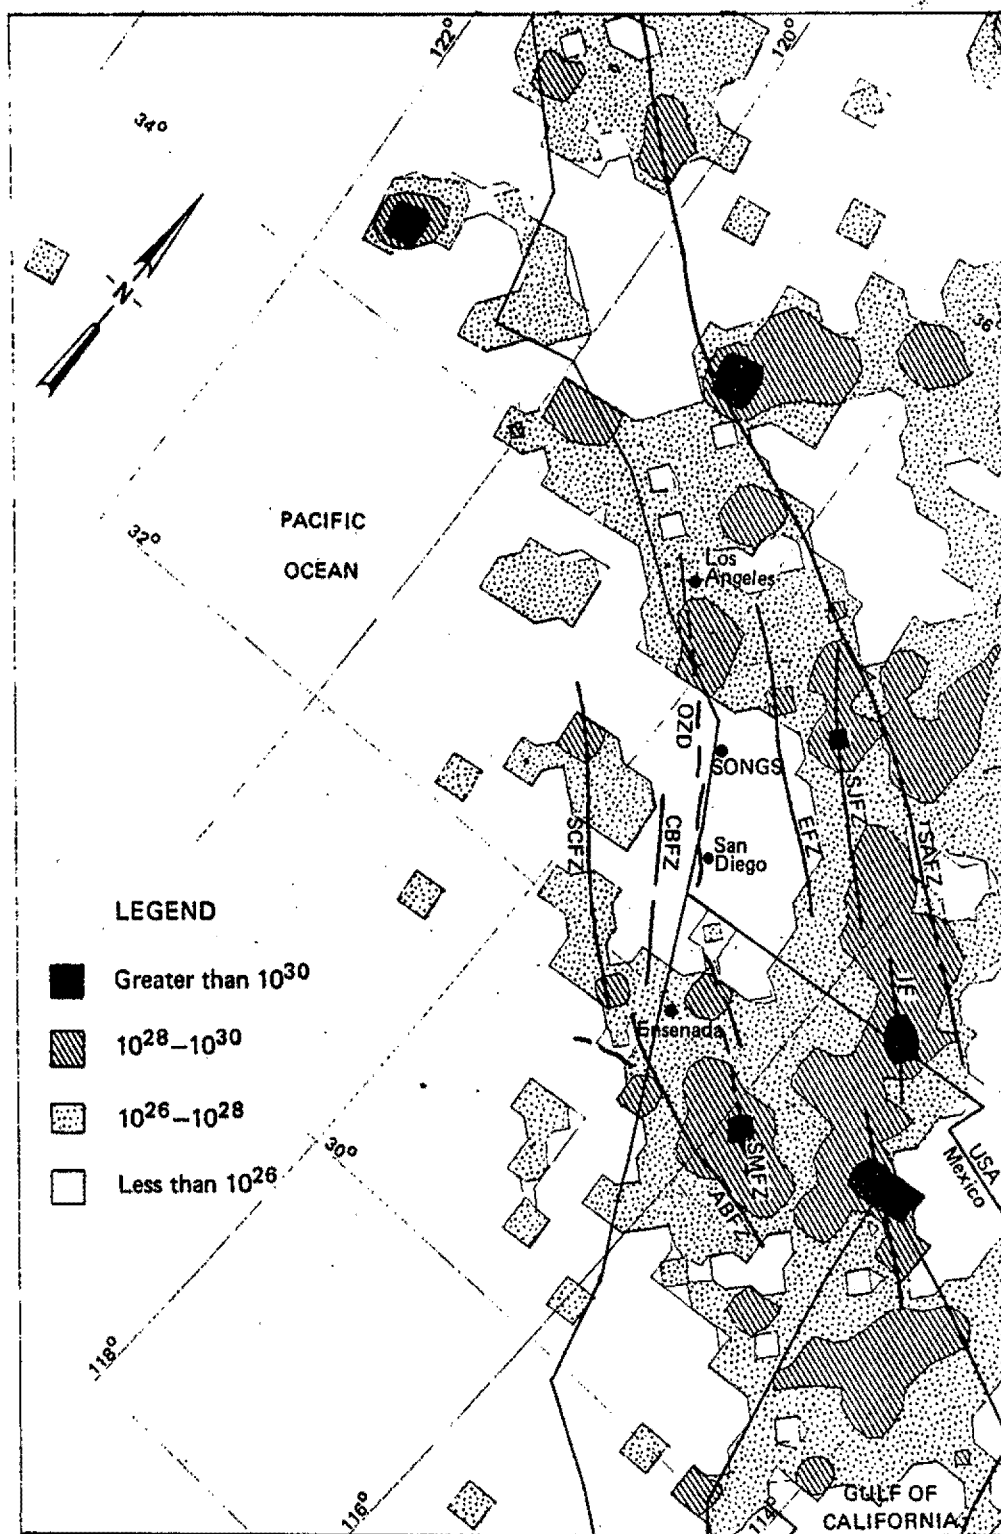 122°
120°
34°
N
36°
PACIFIC
OCEAN
32°
Los
Angeles
OZD
SONGS
SCFZ
CBFZ
EFZ
SJFZ
SAFZ
San
Diego
LEGEND
Greater than 10³⁰
10²⁸–10³⁰
10²⁶–10²⁸
Less than 10²⁶
IF
Ensenada
30°
SMFZ
ABFZ
USA
Mexico
118°
116°
114°
GULF OF
CALIFORNIA